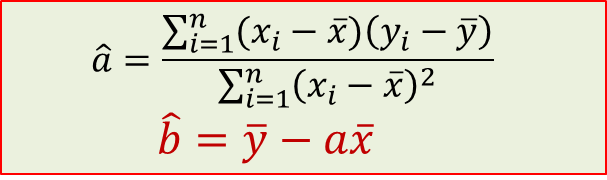 â = ∑ⁿᵢ₌₁(xᵢ − x̄)(yᵢ − ȳ) / ∑ⁿᵢ₌₁(xᵢ − x̄)²
b̂ = ȳ − ax̄